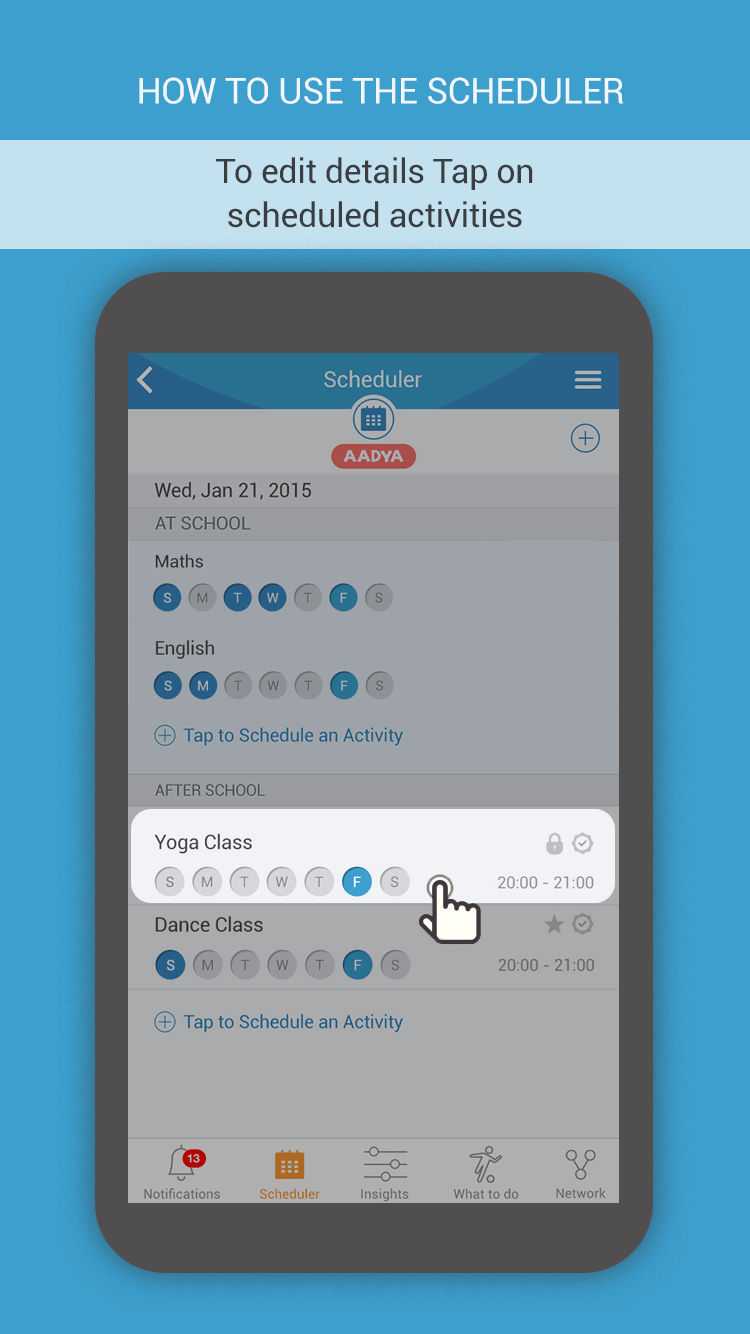 HOW TO USE THE SCHEDULER
To edit details Tap on
scheduled activities
Scheduler
AADYA
Wed, Jan 21, 2015
AT SCHOOL
Maths
S M T W T F S
English
S M T W T F S
Tap to Schedule an Activity
AFTER SCHOOL
Yoga Class
S M T W T F S 20:00 - 21:00
Dance Class
S M T W T F S 20:00 - 21:00
Tap to Schedule an Activity
13
Notifications Scheduler Insights What to do Network